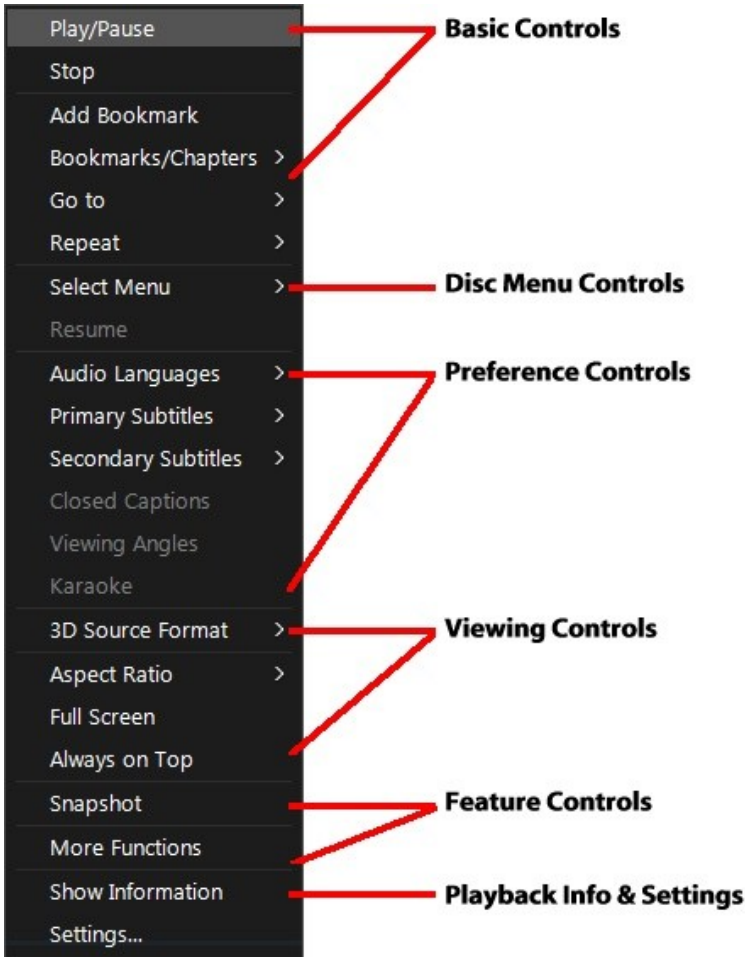 Play/Pause
Basic Controls
Stop
Add Bookmark
Bookmarks/Chapters >
Go to >
Repeat >
Select Menu >
Disc Menu Controls
Resume
Audio Languages >
Preference Controls
Primary Subtitles >
Secondary Subtitles >
Closed Captions
Viewing Angles
Karaoke
3D Source Format >
Viewing Controls
Aspect Ratio >
Full Screen
Always on Top
Snapshot
Feature Controls
More Functions
Show Information
Playback Info & Settings
Settings...